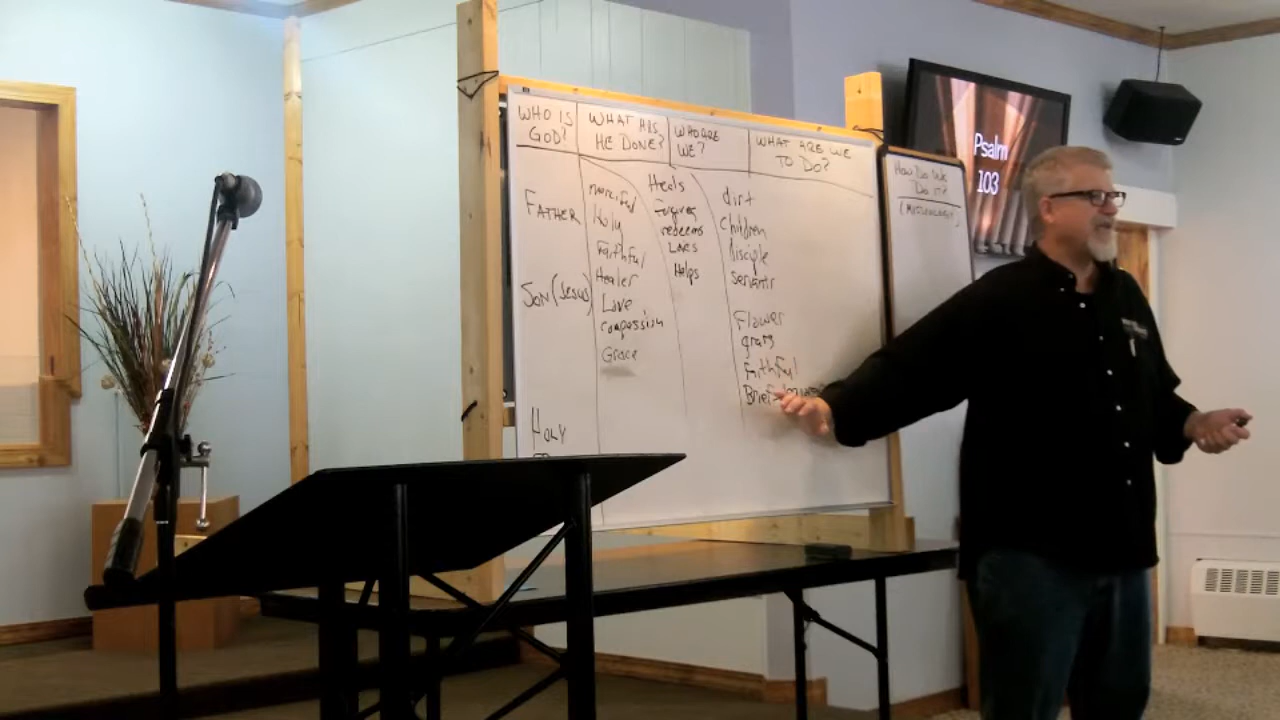 WHO IS
GOD?
WHAT HAS
HE DONE?
WHO ARE
WE?
WHAT ARE WE
TO DO?
HOW DO WE
DO IT?
FATHER
SON (JESUS)
HOLY
merciful
Holy
Faithful
Healer
Love
compassion
Grace
Heals
Forgives
redeems
Loves
Helps
dirt
children
Disciple
servants
Flower
grass
Faithful
Brief
Psalm
103